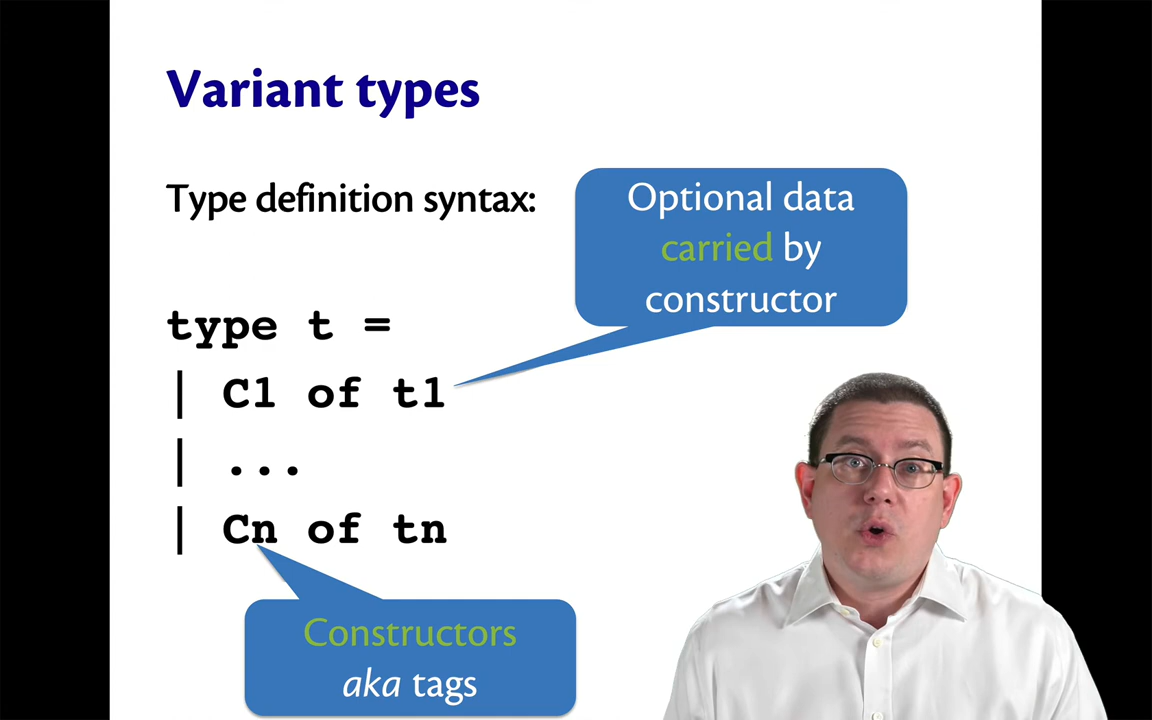 Variant types
Type definition syntax:
Optional data
carried by
constructor
type t =
| C1 of t1
| ...
| Cn of tn
Constructors
aka tags